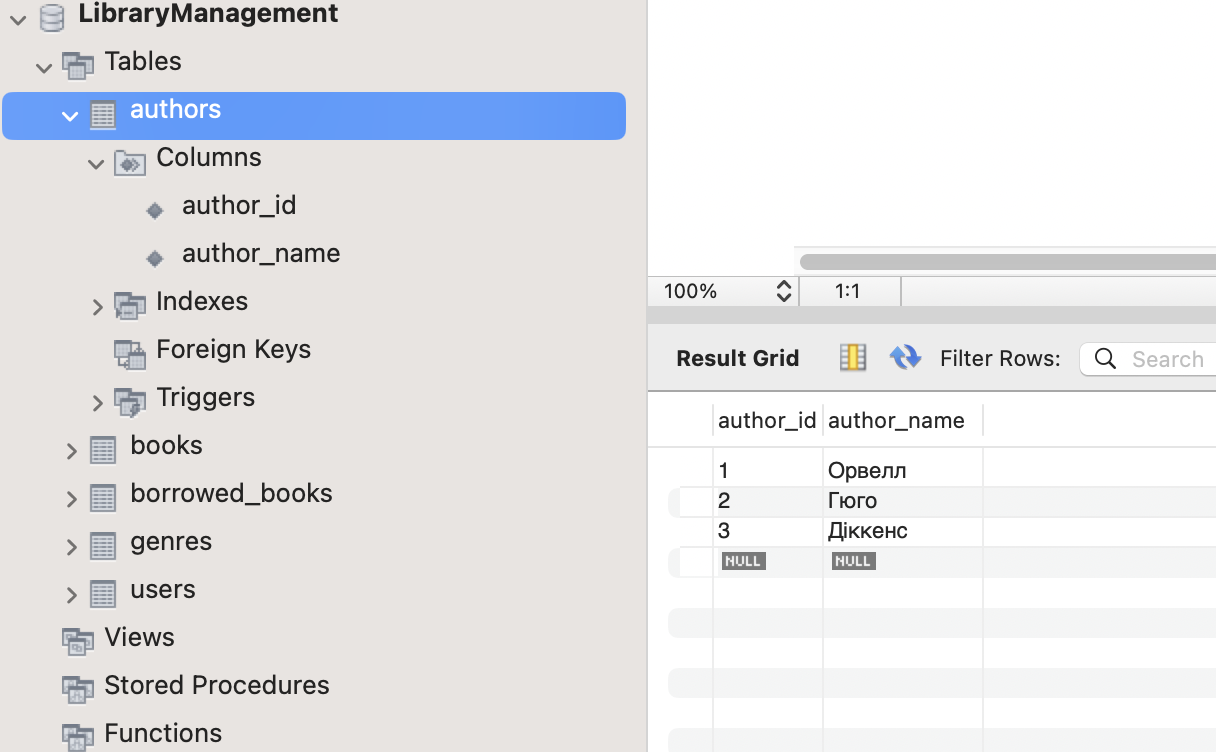 LibraryManagement
Tables
authors
Columns
author_id
author_name
Indexes
Foreign Keys
Triggers
books
borrowed_books
genres
users
Views
Stored Procedures
Functions
100% 1:1
Result Grid Filter Rows: Search
author_id author_name
1 Орвелл
2 Гюго
3 Діккенс
NULL NULL